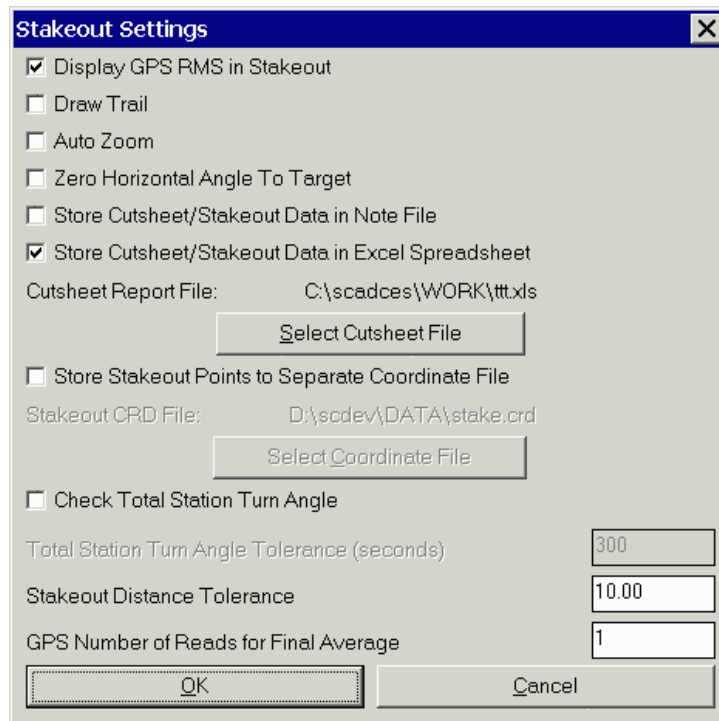 Stakeout Settings
Display GPS RMS in Stakeout
Draw Trail
Auto Zoom
Zero Horizontal Angle To Target
Store Cutsheet/Stakeout Data in Note File
Store Cutsheet/Stakeout Data in Excel Spreadsheet
Cutsheet Report File: C:\scadces\WORK\ttt.xls
Select Cutsheet File
Store Stakeout Points to Separate Coordinate File
Stakeout CRD File: D:\scdev\DATA\stake.crd
Select Coordinate File
Check Total Station Turn Angle
Total Station Turn Angle Tolerance (seconds) 300
Stakeout Distance Tolerance 10.00
GPS Number of Reads for Final Average 1
OK Cancel